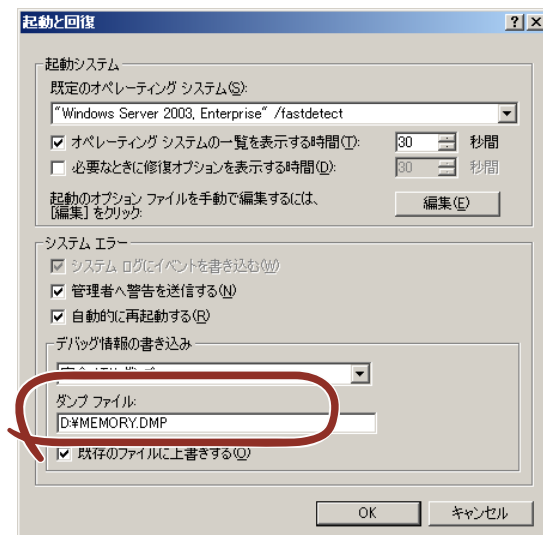 起動と回復
起動システム
既定のオペレーティング システム(S):
"Windows Server 2003, Enterprise" /fastdetect
オペレーティング システムの一覧を表示する時間(T): 30 秒間
必要なときに修復オプションを表示する時間(D): 30 秒間
起動のオプション ファイルを手動で編集するには、
[編集] をクリック:
編集(E)
システム エラー
システム ログにイベントを書き込む(W)
管理者へ警告を送信する(N)
自動的に再起動する(R)
デバッグ情報の書き込み
ダンプ ファイル:
D:¥MEMORY.DMP
既存のファイルに上書きする(O)
OK キャンセル